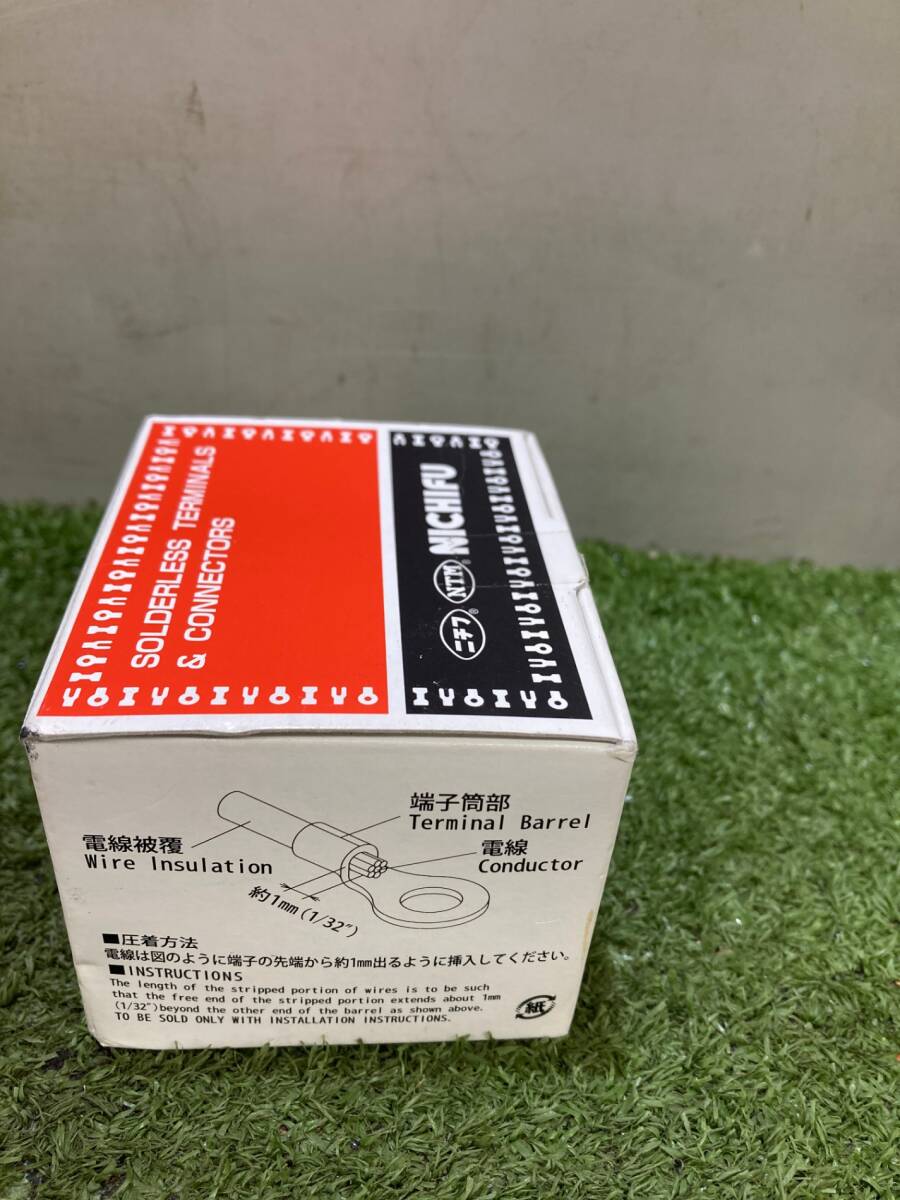 SOLDERLESS TERMINALS
& CONNECTORS
ニチフ® NTM® NICHIFU
端子筒部
Terminal Barrel
電線被覆
Wire Insulation
電線
Conductor
約1mm(1/32")
■圧着方法
電線は図のように端子の先端から約1mm出るように挿入してください。
■INSTRUCTIONS
The length of the stripped portion of wires is to be such
that the free end of the stripped portion extends about 1mm
(1/32")beyond the other end of the barrel as shown above.
TO BE SOLD ONLY WITH INSTALLATION INSTRUCTIONS.
紙